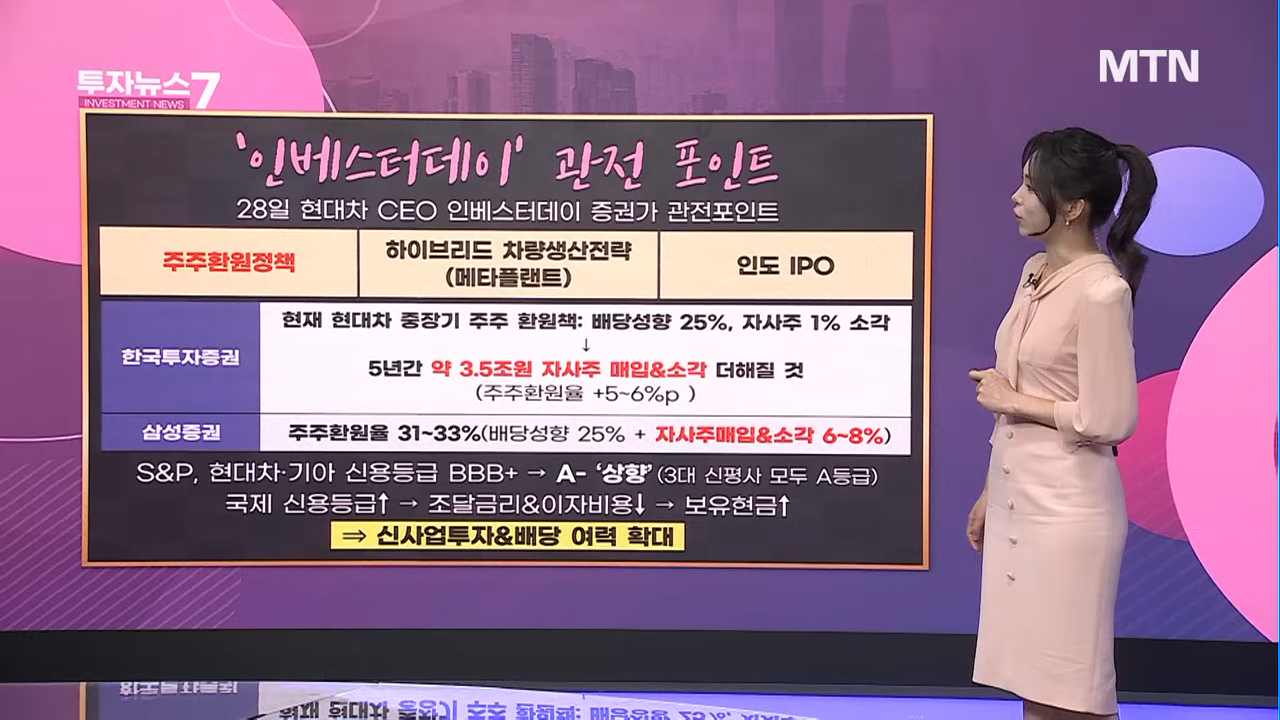 투자뉴스7
INVESTMENT NEWS
MTN
'인베스터데이' 관전 포인트
28일 현대차 CEO 인베스터데이 증권가 관전포인트
주주환원정책
하이브리드 차량생산전략
(메타플랜트)
인도 IPO
한국투자증권
현재 현대차 중장기 주주 환원책: 배당성향 25%, 자사주 1% 소각
↓
5년간 약 3.5조원 자사주 매입&소각 더해질 것
(주주환원율 +5~6%p )
삼성증권
주주환원율 31~33%(배당성향 25% + 자사주매입&소각 6~8%)
S&P, 현대차·기아 신용등급 BBB+ → A- '상향' (3대 신평사 모두 A등급)
국제 신용등급↑ → 조달금리&이자비용↓ → 보유현금↑
⇒ 신사업투자&배당 여력 확대